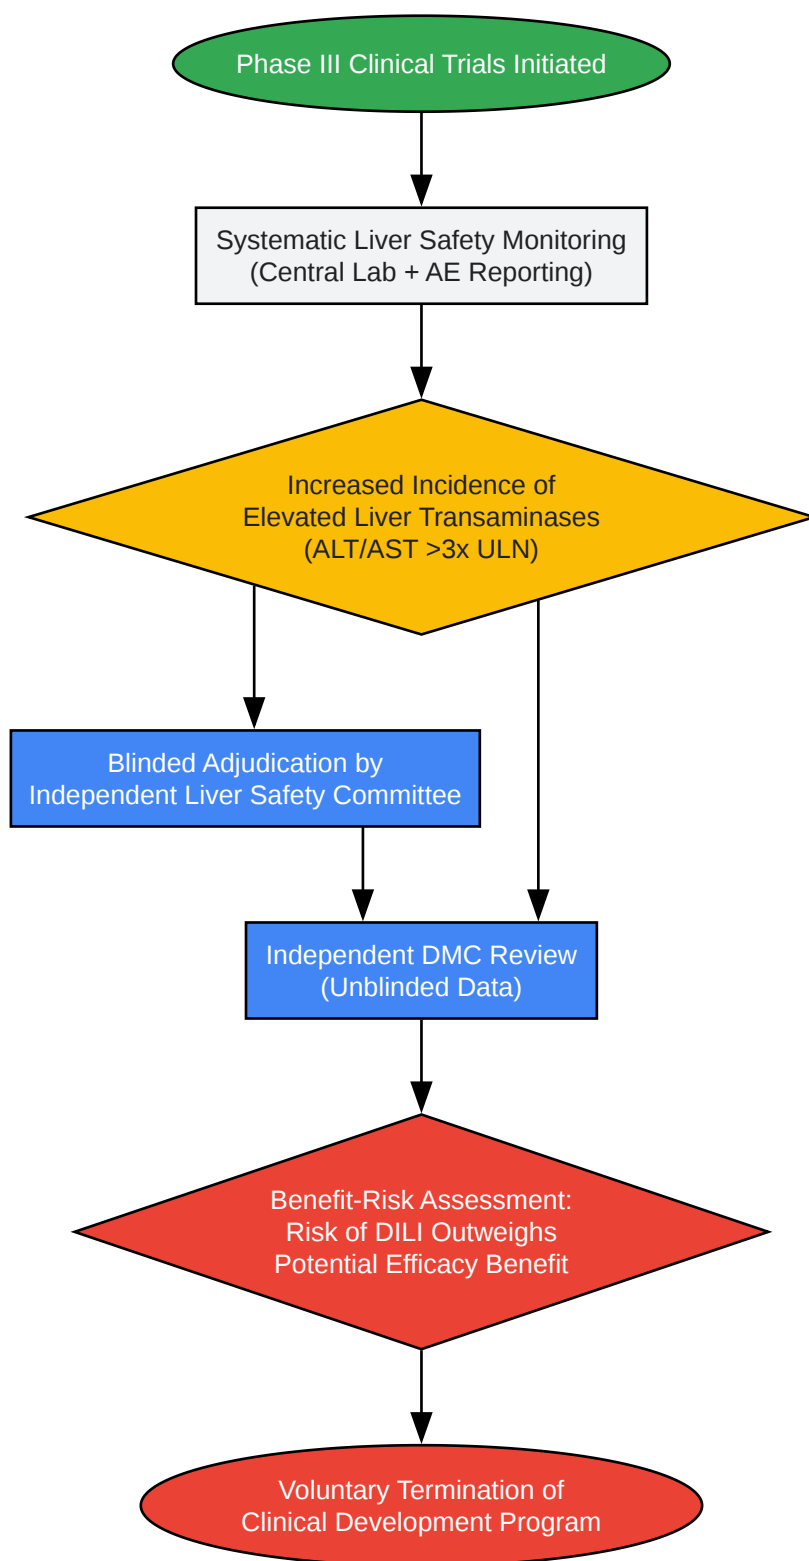 Phase III Clinical Trials Initiated
Systematic Liver Safety Monitoring
(Central Lab + AE Reporting)
Increased Incidence of
Elevated Liver Transaminases
(ALT/AST >3x ULN)
Blinded Adjudication by
Independent Liver Safety Committee
Independent DMC Review
(Unblinded Data)
Benefit-Risk Assessment:
Risk of DILI Outweighs
Potential Efficacy Benefit
Voluntary Termination of
Clinical Development Program